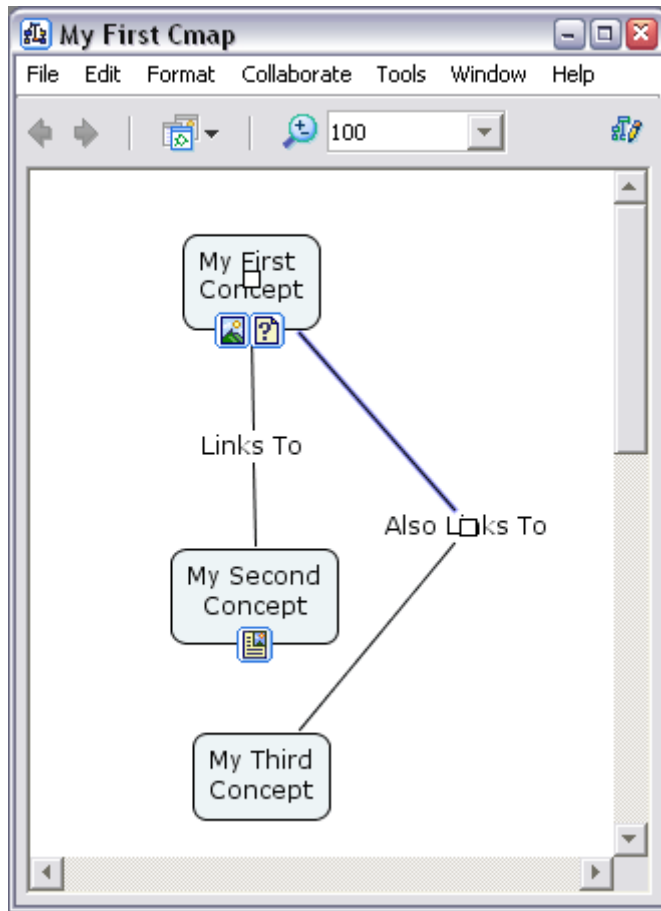 My First Cmap
File Edit Format Collaborate Tools Window Help
100
My First
Concept
Links To
Also Links To
My Second
Concept
My Third
Concept